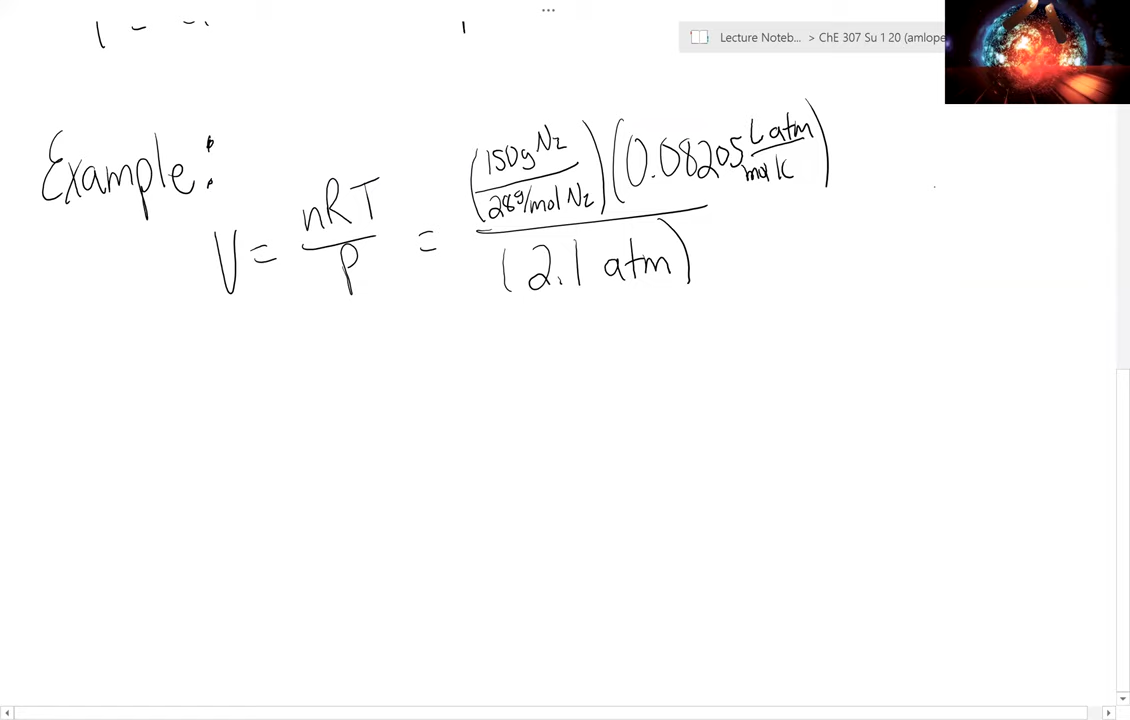 Lecture Noteb... > ChE 307 Su 1 20 (amlope
Example:
V = nRT / P = (150g N2 / 28g/mol N2) (0.08205 L atm / mol K) / (2.1 atm)